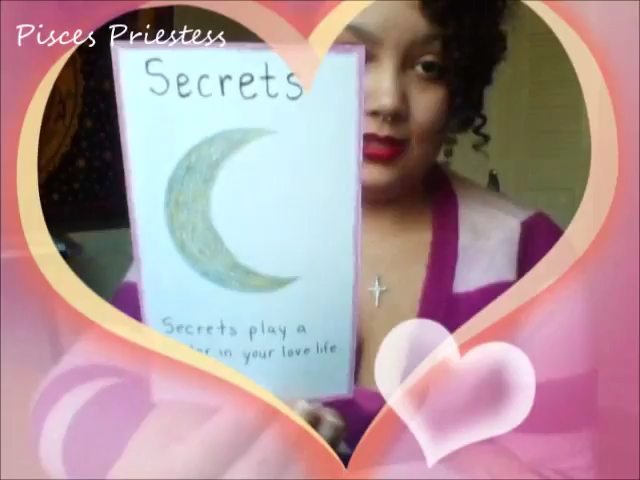 Pisces Priestess
Secrets
Secrets play a
in your love life